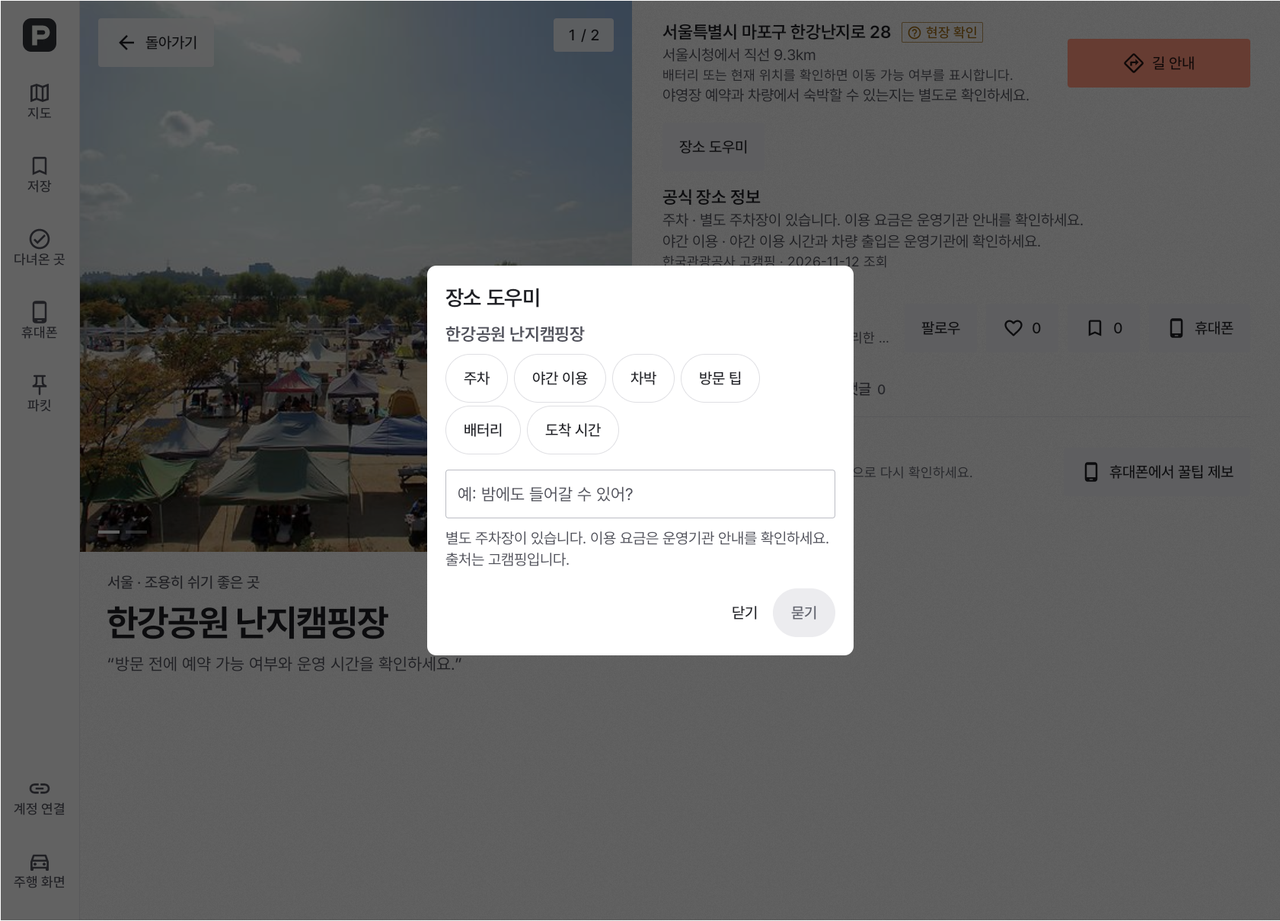 P
지도
저장
다녀온 곳
휴대폰
파킷
계정 연결
주행 화면
돌아가기
1 / 2
서울 · 조용히 쉬기 좋은 곳
한강공원 난지캠핑장
“방문 전에 예약 가능 여부와 운영 시간을 확인하세요.”
서울특별시 마포구 한강난지로 28 현장 확인
서울시청에서 직선 9.3km
배터리 또는 현재 위치를 확인하면 이동 가능 여부를 표시합니다.
야영장 예약과 차량에서 숙박할 수 있는지는 별도로 확인하세요.
길 안내
장소 도우미
공식 장소 정보
주차 · 별도 주차장이 있습니다. 이용 요금은 운영기관 안내를 확인하세요.
야간 이용 · 야간 이용 시간과 차량 출입은 운영기관에 확인하세요.
한국관광공사 고캠핑 · 2026-11-12 조회
리한 ...
팔로우
0
0
휴대폰
댓글 0
으로 다시 확인하세요.
휴대폰에서 꿀팁 제보
장소 도우미
한강공원 난지캠핑장
주차 야간 이용 차박 방문 팁
배터리 도착 시간
예: 밤에도 들어갈 수 있어?
별도 주차장이 있습니다. 이용 요금은 운영기관 안내를 확인하세요.
출처는 고캠핑입니다.
닫기 묻기